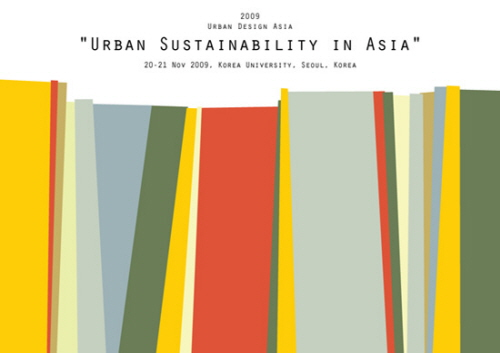 2009
Urban Design Asia
"Urban Sustainability in Asia"
20-21 Nov 2009, Korea University, Seoul, Korea